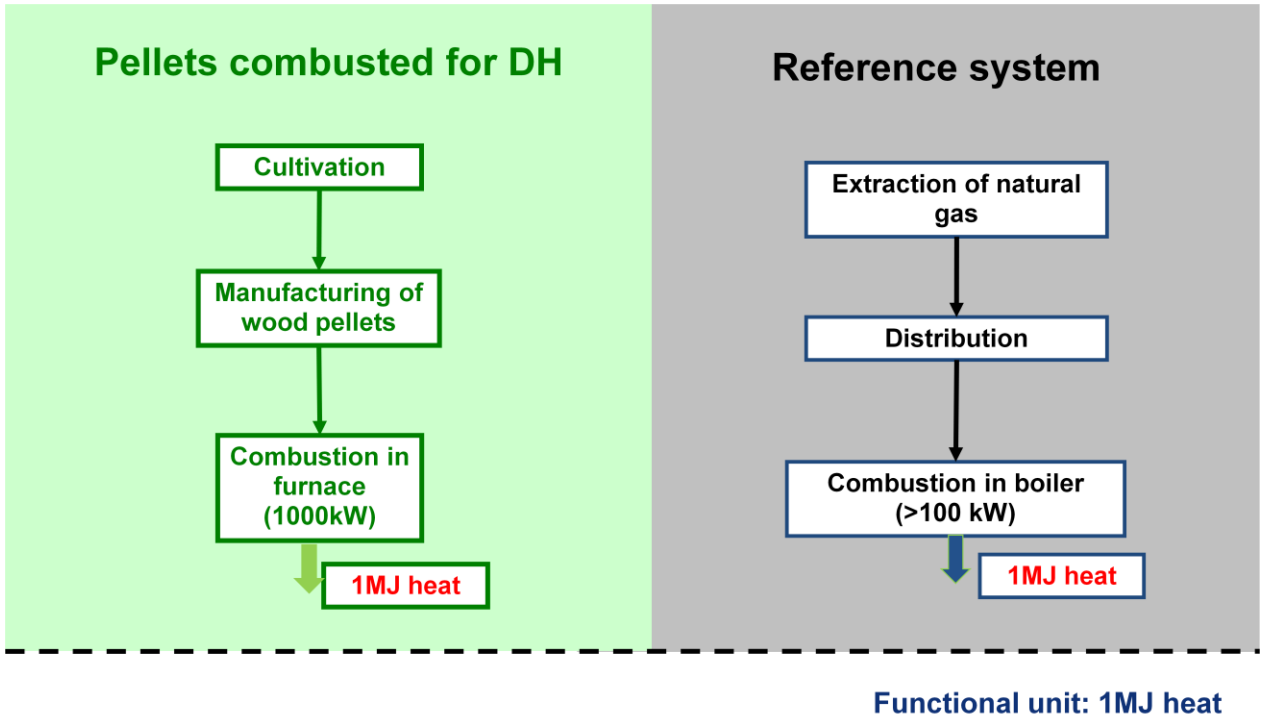 Pellets combusted for DH
Cultivation
Manufacturing of
wood pellets
Combustion in
furnace
(1000kW)
1MJ heat
Reference system
Extraction of natural
gas
Distribution
Combustion in boiler
(>100 kW)
1MJ heat
Functional unit: 1MJ heat